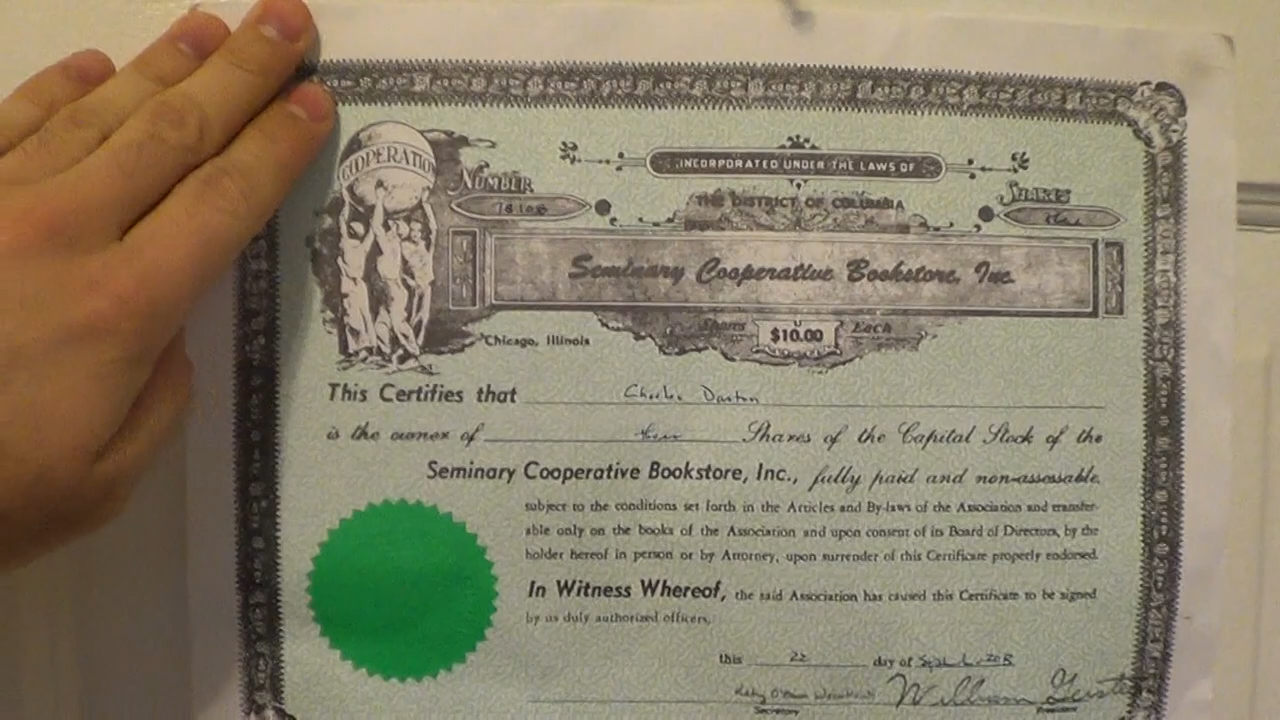 COOPERATION
INCORPORATED UNDER THE LAWS OF
NUMBER
SHARES
THE DISTRICT OF COLUMBIA
three
Seminary Cooperative Bookstore, Inc.
Shares $10.00 Each
Chicago, Illinois
This Certifies that Charles Darton
is the owner of three Shares of the Capital Stock of the
Seminary Cooperative Bookstore, Inc., fully paid and non-assessable,
subject to the conditions set forth in the Articles and By-laws of the Association and transfer-
able only on the books of the Association and upon consent of its Board of Directors, by the
holder hereof in person or by Attorney, upon surrender of this Certificate properly endorsed.
In Witness Whereof, the said Association has caused this Certificate to be signed
by us duly authorized officers,
this 22 day of
William
Secretary
President